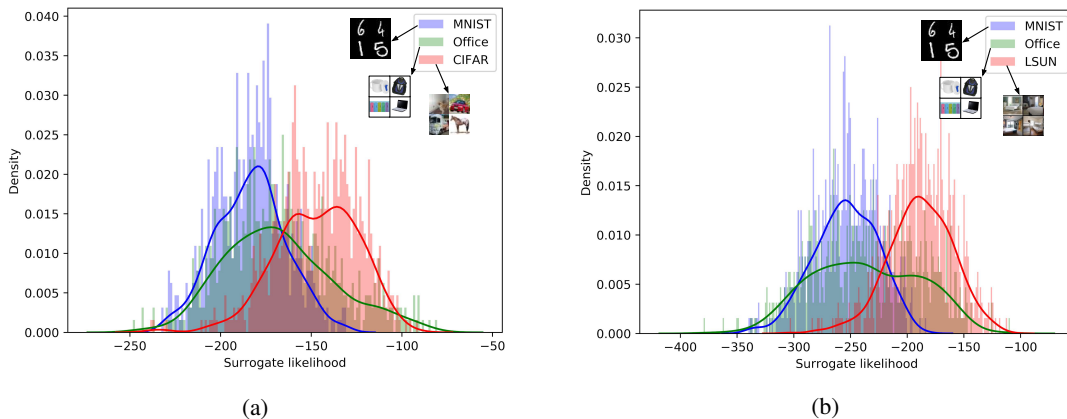 MNIST
Office
CIFAR
6 4
1 5
0.040
0.035
0.030
0.025
0.020
0.015
0.010
0.005
0.000
Density
−250
−200
−150
−100
−50
Surrogate likelihood
(a)
MNIST
Office
LSUN
6 4
1 5
0.030
0.025
0.020
0.015
0.010
0.005
0.000
Density
−400
−350
−300
−250
−200
−150
−100
Surrogate likelihood
(b)